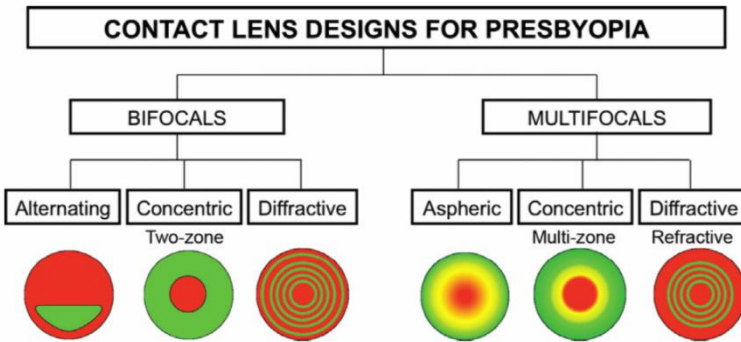 CONTACT LENS DESIGNS FOR PRESBYOPIA
BIFOCALS
MULTIFOCALS
Alternating
Concentric
Diffractive
Two-zone
Aspheric
Concentric
Diffractive
Multi-zone
Refractive